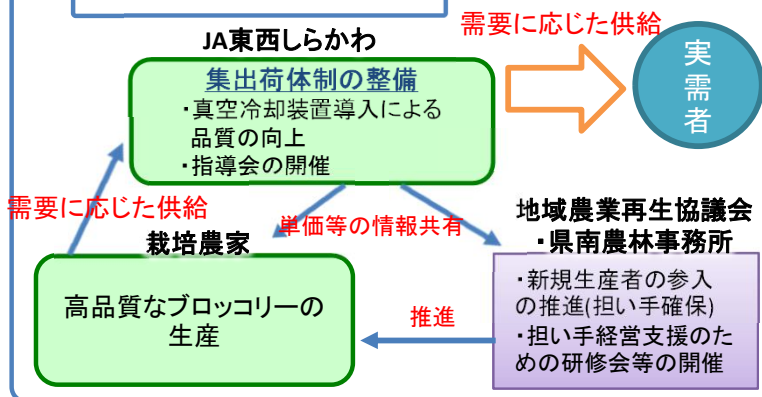 需要に応じた供給
JA東西しらかわ
集出荷体制の整備
・真空冷却装置導入による
品質の向上
・指導会の開催
実
需
者
需要に応じた供給
単価等の情報共有
栽培農家
高品質なブロッコリーの
生産
推進
地域農業再生協議会
・県南農林事務所
・新規生産者の参入
の推進(担い手確保)
・担い手経営支援のた
めの研修会等の開催